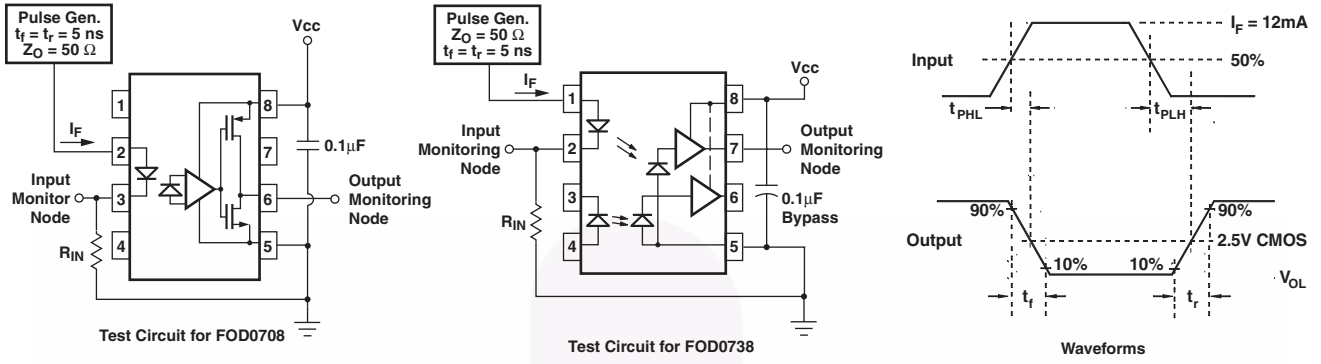 Pulse Gen.
tf = tr = 5 ns
ZO = 50 Ω
Vcc
1
8
IF
2
7
0.1μF
Input
Monitor
Node
3
6
Output
Monitoring
Node
4
5
RIN
Test Circuit for FOD0708
Pulse Gen.
ZO = 50 Ω
tf = tr = 5 ns
IF
Vcc
1
8
Input
Monitoring
Node
2
7
Output
Monitoring
Node
3
6
0.1μF
Bypass
RIN
4
5
Test Circuit for FOD0738
IF = 12mA
Input
50%
tPHL
tPLH
90%
90%
Output
2.5V CMOS
10%
10%
VOL
tf
tr
Waveforms